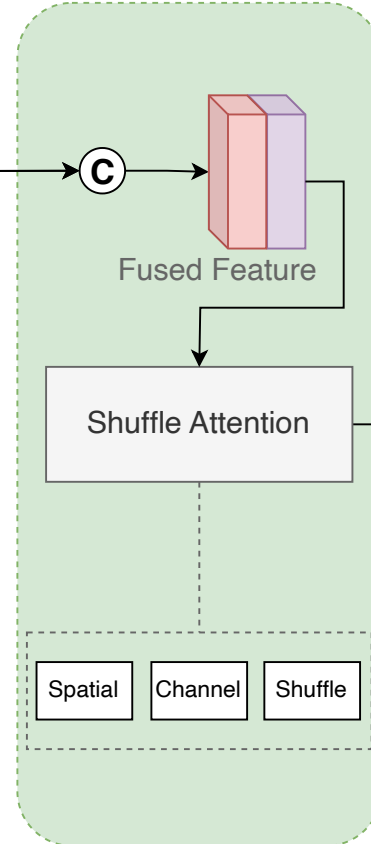 C
Fused Feature
Shuffle Attention
Spatial
Channel
Shuffle